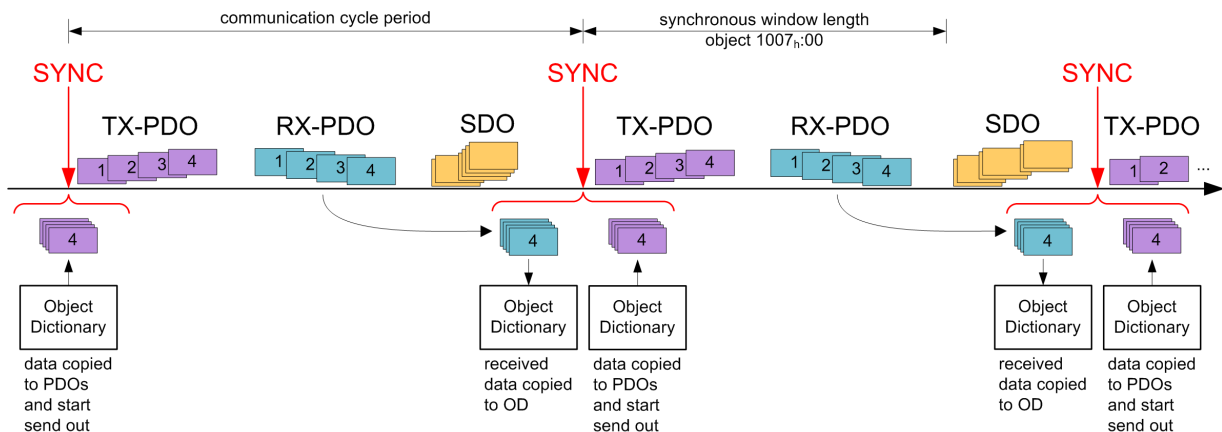 communication cycle period
synchronous window length
object 1007h:00
SYNC
SYNC
SYNC
TX-PDO
RX-PDO
SDO
TX-PDO
RX-PDO
SDO
TX-PDO
1 2 3 4
1 2 3 4
1 2 3 4
1 2 3 4
1 2 ...
4
4
4
4
4
Object
Dictionary
Object
Dictionary
Object
Dictionary
Object
Dictionary
Object
Dictionary
data copied
to PDOs
and start
send out
received
data copied
to OD
data copied
to PDOs
and start
send out
received
data copied
to OD
data copied
to PDOs
and start
send out